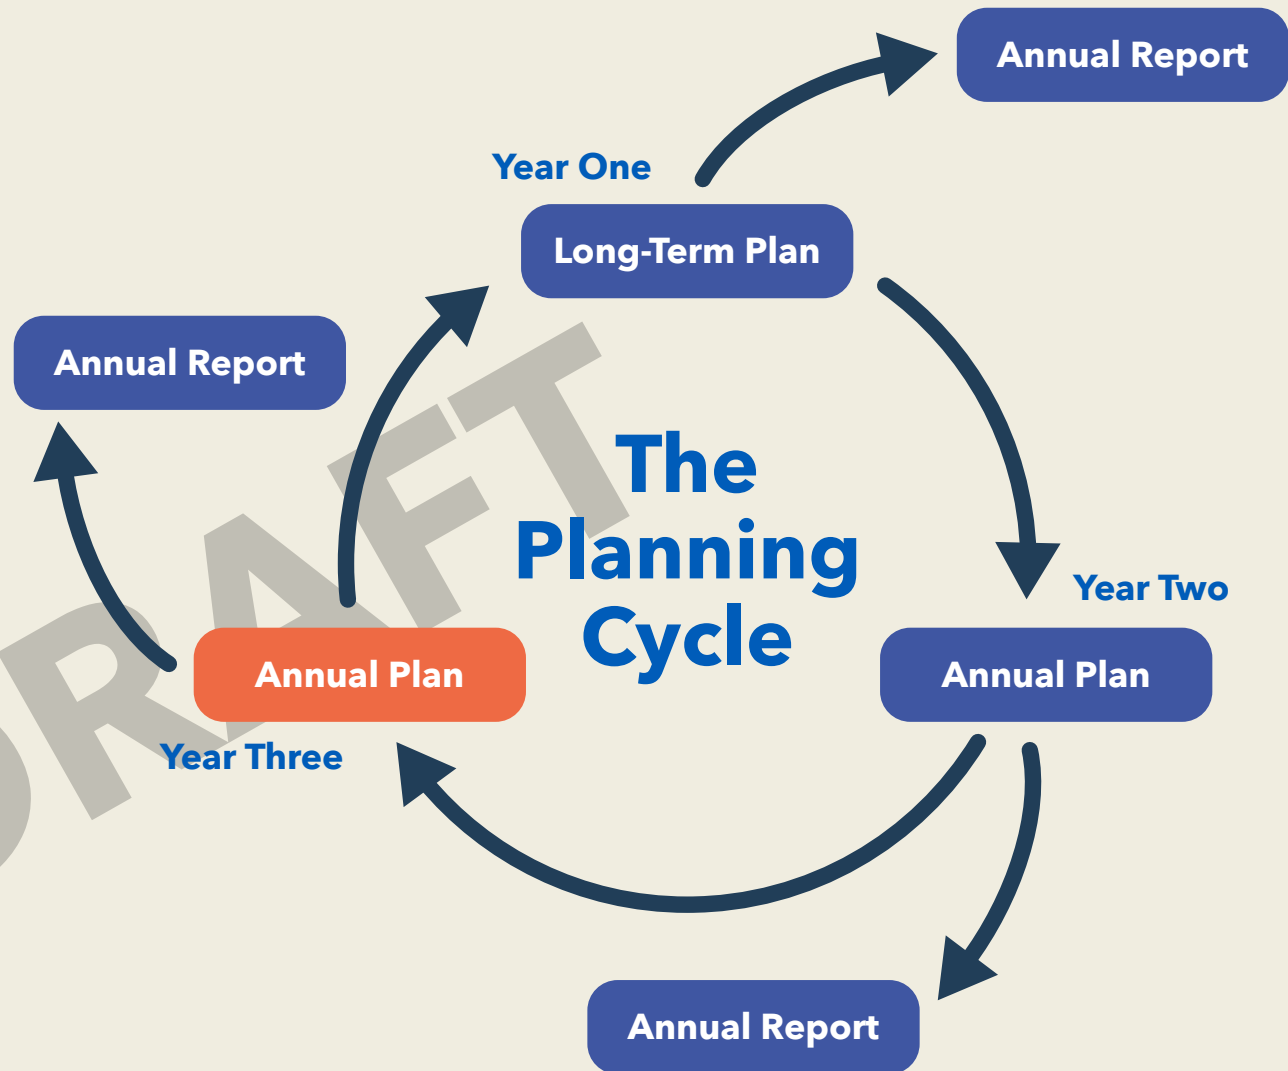 Annual Report
Year One
Long-Term Plan
Annual Report
The
Planning
Cycle
Year Two
Annual Plan
Annual Plan
Year Three
Annual Report
DRAFT